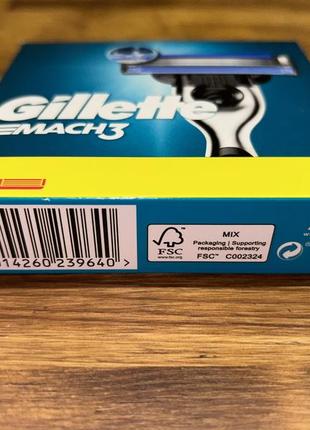 Gillette
MACH3
14260 239640 >
FSC
www.fsc.org
MIX
Packaging | Supporting
responsible forestry
FSC™ C002324